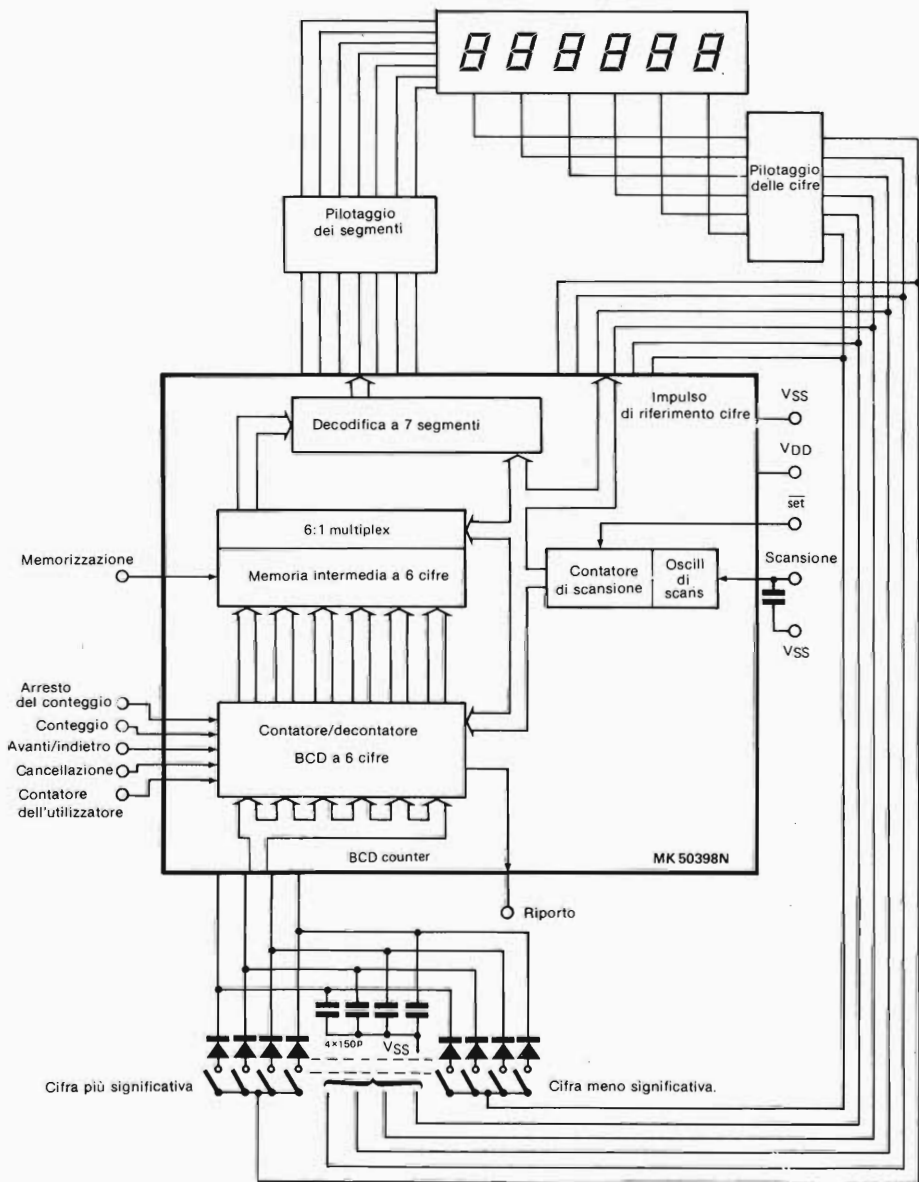 Pilotaggio
delle cifre
Pilotaggio
dei segmenti
Impulso
di riferimento cifre
VSS
Decodifica a 7 segmenti
VDD
set
6:1 multiplex
Memorizzazione
Memoria intermedia a 6 cifre
Contatore
di scansione
Oscill
di
scans
Scansione
VSS
Arresto
del conteggio
Conteggio
Avanti/indietro
Cancellazione
Contatore
dell'utilizzatore
Contatore/decontatore
BCD a 6 cifre
BCD counter
MK 50398N
Riporto
4×150p
VSS
Cifra più significativa
Cifra meno significativa.